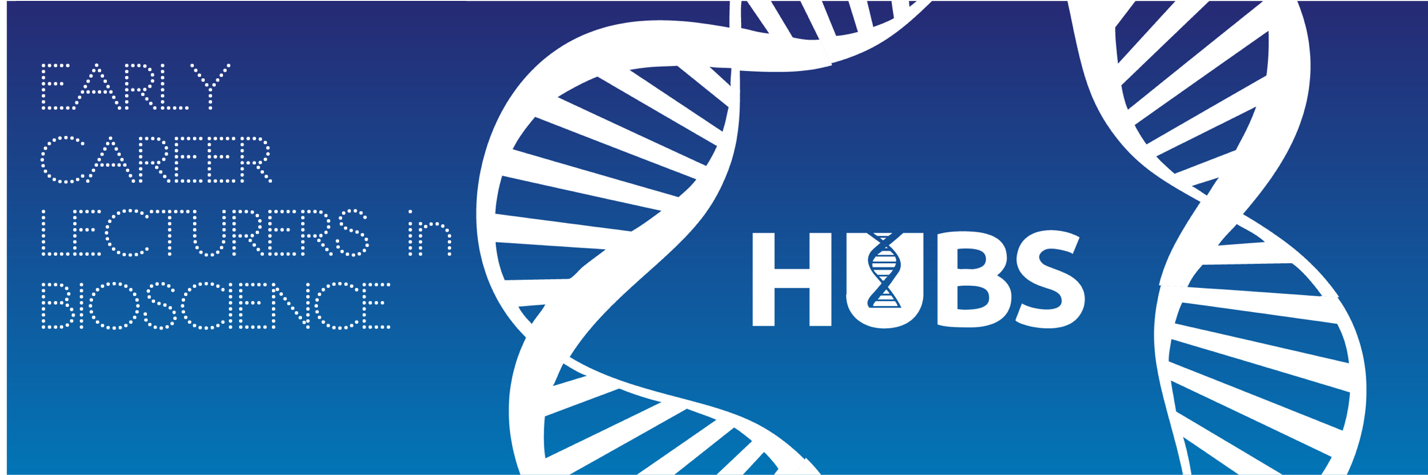 EARLY
CAREER
LECTURERS in
BIOSCIENCE
HUBS